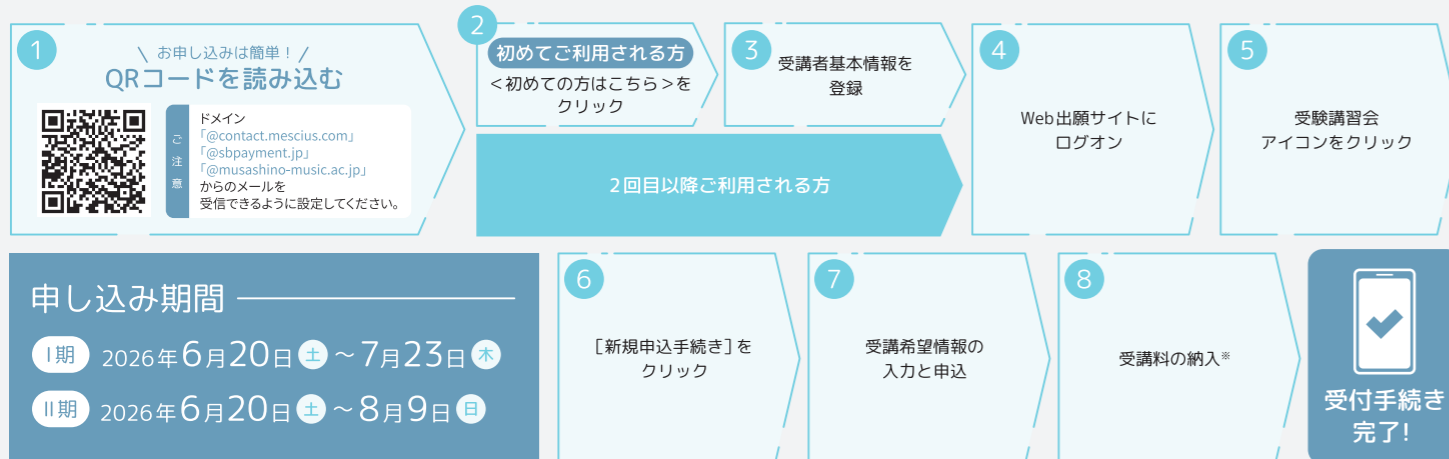 1
\ お申し込みは簡単！ /
QRコードを読み込む
ご注意
ドメイン
「@contact.mescius.com」
「@sbpayment.jp」
「@musashino-music.ac.jp」
からのメールを
受信できるように設定してください。
2
初めてご利用される方
＜初めての方はこちら＞を
クリック
3
受講者基本情報を
登録
2回目以降ご利用される方
4
Web出願サイトに
ログオン
5
受験講習会
アイコンをクリック
申し込み期間
I期 2026年6月20日 土 ～7月23日 木
II期 2026年6月20日 土 ～8月9日 日
6
［新規申込手続き］を
クリック
7
受講希望情報の
入力と申込
8
受講料の納入※
受付手続き
完了!